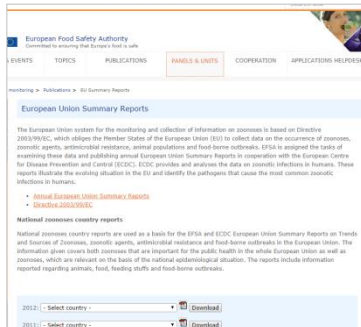 European Food Safety Authority
Committed to ensuring that Europe's food is safe
EVENTS TOPICS PUBLICATIONS PANELS & UNITS COOPERATION APPLICATIONS HELPDESK
monitoring > Publications > EU Summary Reports
European Union Summary Reports
The European Union system for the monitoring and collection of information on zoonoses is based on Directive
2003/99/EC, which obliges the Member States of the European Union (EU) to collect data on the occurrence of zoonoses,
zoonotic agents, antimicrobial resistance, animal populations and food-borne outbreaks. EFSA is assigned the tasks of
examining these data and publishing annual European Union Summary Reports in cooperation with the European Centre
for Disease Prevention and Control (ECDC). ECDC provides and analyses the data on zoonotic infections in humans. These
reports illustrate the evolving situation in the EU and identify the pathogens that cause the most common zoonotic
infections in humans.
Annual European Union Summary Reports
Directive 2003/99/EC
National zoonoses country reports
National zoonoses country reports are used as a basis for the EFSA and ECDC European Union Summary Reports on Trends
and Sources of Zoonoses, zoonotic agents, antimicrobial resistance and food-borne outbreaks in the European Union. The
information given covers both zoonoses that are important for the public health in the whole European Union as well as
zoonoses, which are relevant on the basis of the national epidemiological situation. The reports include information
reported regarding animals, food, feeding stuffs and food-borne outbreaks.
2012: - Select country - Download
2011: - Select country - Download